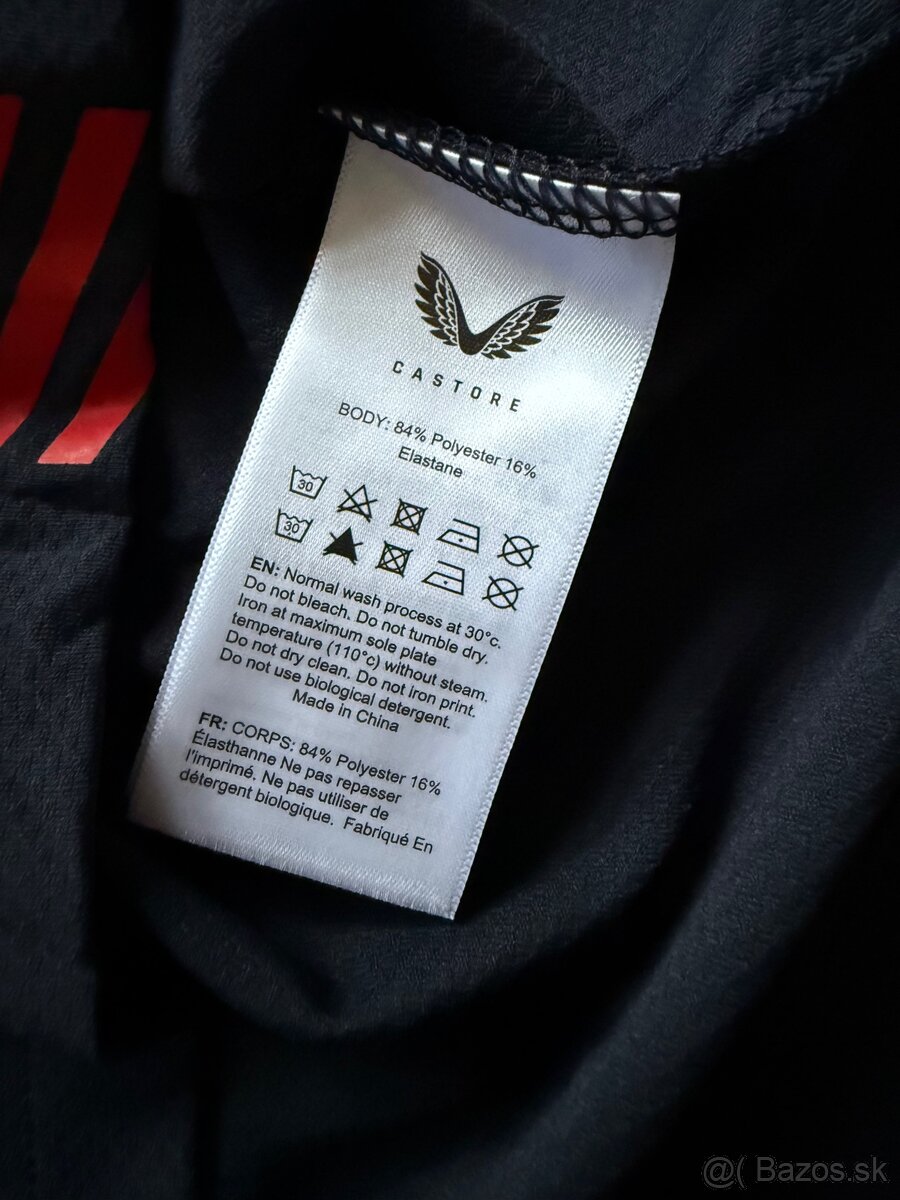 CASTORE
BODY: 84% Polyester 16%
Elastane
30
30
EN: Normal wash process at 30°c.
Do not bleach. Do not tumble dry.
Iron at maximum sole plate
temperature (110°c) without steam.
Do not dry clean. Do not iron print.
Do not use biological detergent.
Made in China
FR: CORPS: 84% Polyester 16%
Élasthanne Ne pas repasser
l'imprimé. Ne pas utiliser de
détergent biologique. Fabriqué En
@( Bazos.sk